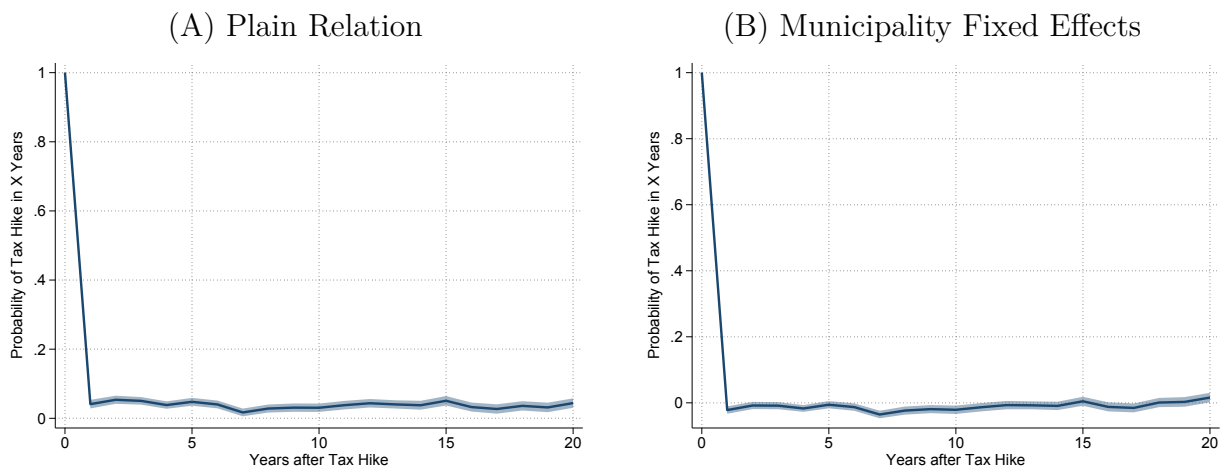 (A) Plain Relation
Probability of Tax Hike in X Years
1
.8
.6
.4
.2
0
0 5 10 15 20
Years after Tax Hike
(B) Municipality Fixed Effects
Probability of Tax Hike in X Years
1
.8
.6
.4
.2
0
0 5 10 15 20
Years after Tax Hike